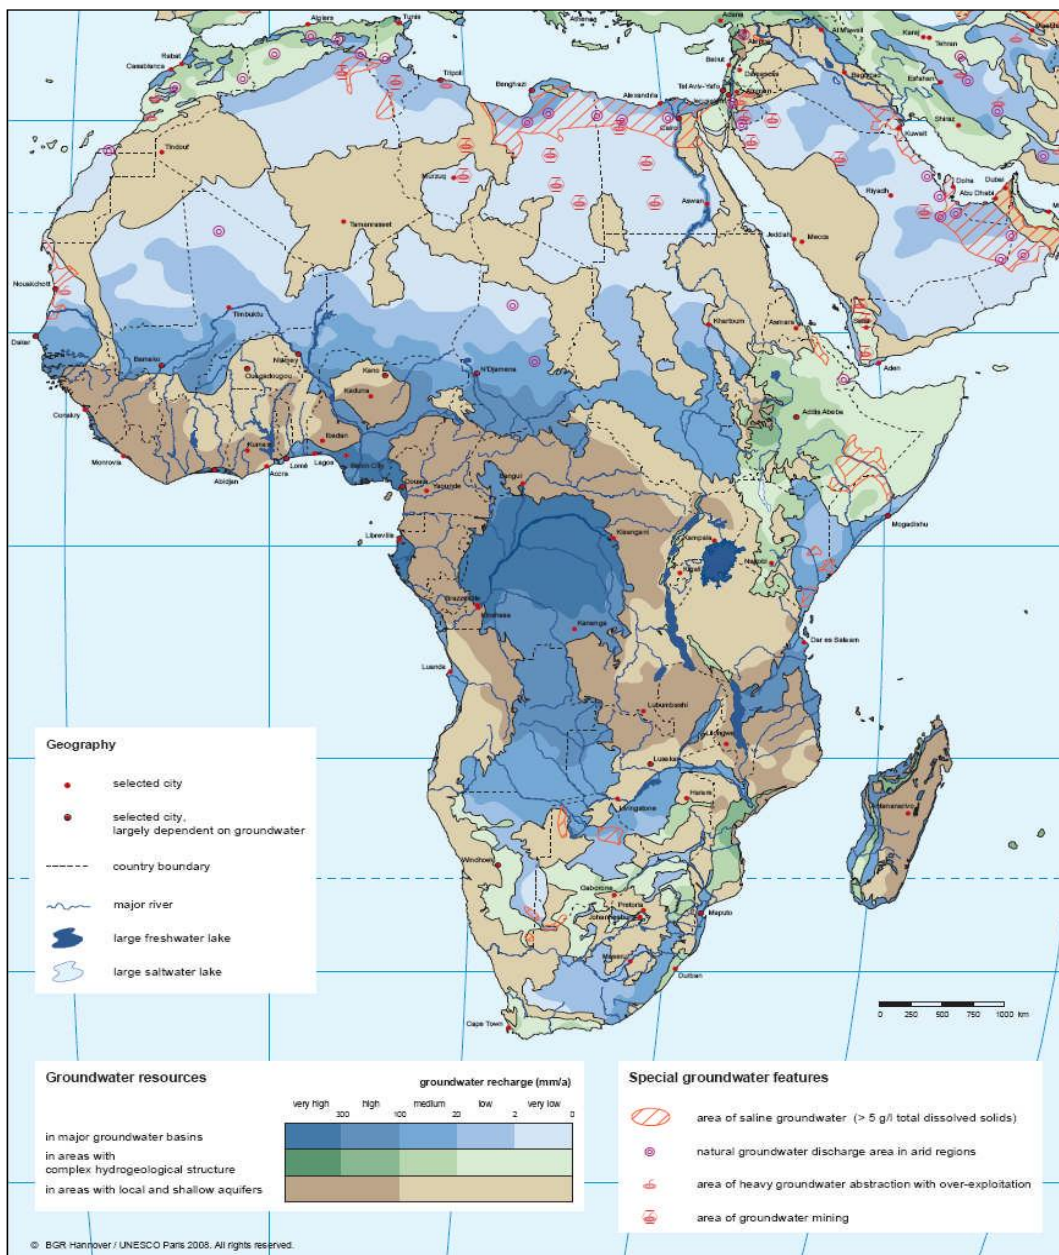 Algiers
Tunis
Athens
Adana
Rabat
Casablanca
Tripoli
Benghazi
Alexandria
Cairo
Beirut
Damascus
Tel Aviv-Yafo
Amman
Al Mawsil
Baghdad
Karaj
Tehran
Esfahan
Shiraz
Kuwait
Tindouf
Murzuq
Aswan
Riyadh
Doha
Dubai
Abu Dhabi
Tamanrasset
Jeddah
Mecca
Nouakchott
Timbuktu
Khartoum
Asmara
Aden
Dakar
Bamako
Niamey
Ouagadougou
Kano
N'Djamena
Kaduna
Addis Ababa
Conakry
Ibadan
Monrovia
Abidjan
Accra
Lomé
Lagos
Benin City
Douala
Yaounde
Bangui
Mogadishu
Libreville
Kisangani
Kampala
Kigali
Nairobi
Brazzaville
Kinshasa
Kananga
Dar es Salaam
Luanda
Lubumbashi
Lilongwe
Lusaka
Livingstone
Harare
Antananarivo
Windhoek
Gaborone
Pretoria
Johannesburg
Maputo
Maseru
Durban
Cape Town
Geography
selected city
selected city,
largely dependent on groundwater
country boundary
major river
large freshwater lake
large saltwater lake
0 250 500 750 1000 km
Groundwater resources
groundwater recharge (mm/a)
very high high medium low very low
300 100 20 2 0
in major groundwater basins
in areas with
complex hydrogeological structure
in areas with local and shallow aquifers
Special groundwater features
area of saline groundwater (> 5 g/l total dissolved solids)
natural groundwater discharge area in arid regions
area of heavy groundwater abstraction with over-exploitation
area of groundwater mining
© BGR Hannover / UNESCO Paris 2008. All rights reserved.